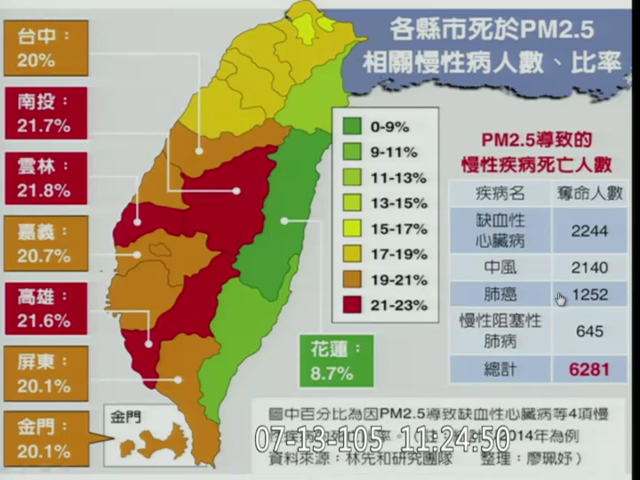 各縣市死於PM2.5
相關慢性病人數、比率
台中：
20%
南投：
21.7%
雲林：
21.8%
嘉義：
20.7%
高雄：
21.6%
屏東：
20.1%
金門：
20.1%
金門
花蓮：
8.7%
0-9%
9-11%
11-13%
13-15%
15-17%
17-19%
19-21%
21-23%
PM2.5導致的
慢性疾病死亡人數
疾病名 奪命人數
缺血性
心臟病 2244
中風 2140
肺癌 1252
慢性阻塞性
肺病 645
總計 6281
圖中百分比為因PM2.5導致缺血性心臟病等4項慢
2014年為例
資料來源：林先和研究團隊 整理：廖珮妤）
07-13-105 11:24:50